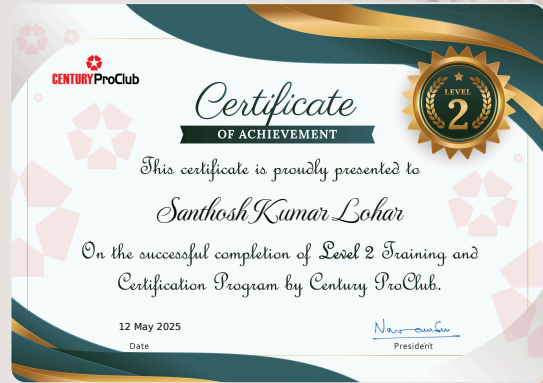 CENTURY ProClub
LEVEL
2
Certificate
OF ACHIEVEMENT
This certificate is proudly presented to
Santhosh Kumar Lohar
On the successful completion of Level 2 Training and
Certification Program by Century ProClub.
12 May 2025
Date
President